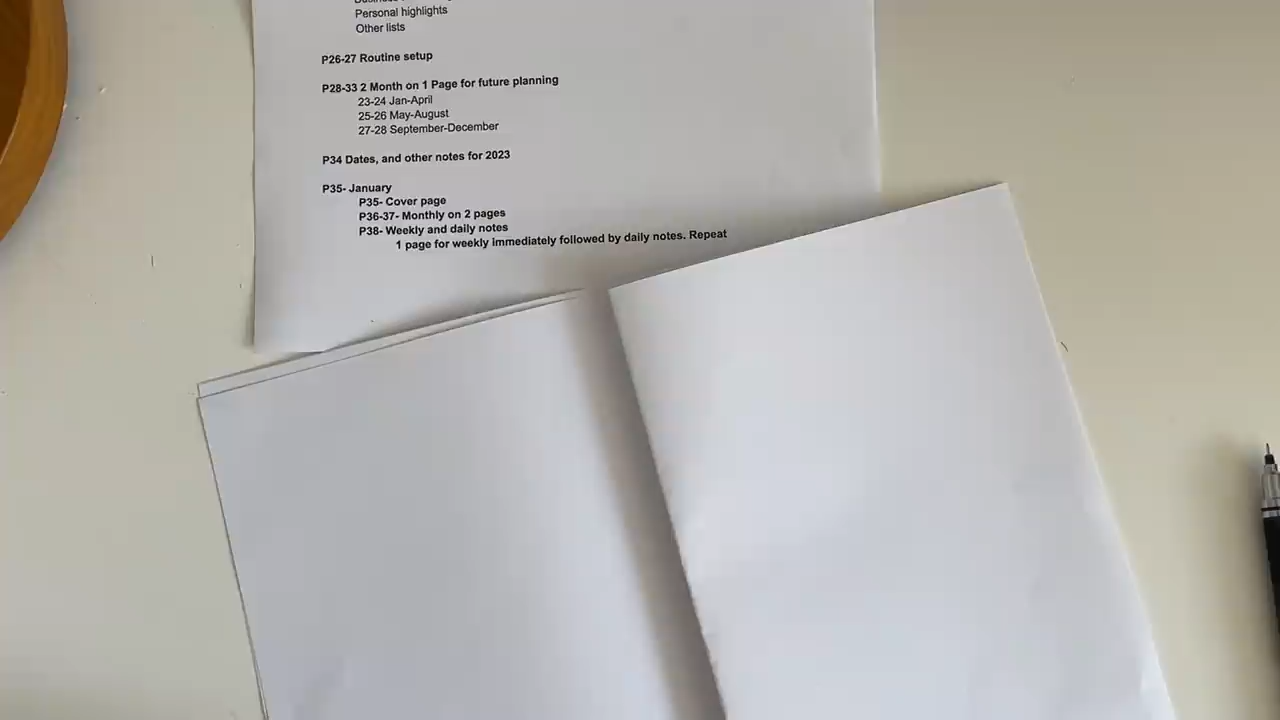 Personal highlights
Other lists
P26-27 Routine setup
P28-33 2 Month on 1 Page for future planning
23-24 Jan-April
25-26 May-August
27-28 September-December
P34 Dates, and other notes for 2023
P35- January
P35- Cover page
P36-37- Monthly on 2 pages
P38- Weekly and daily notes
1 page for weekly immediately followed by daily notes. Repeat